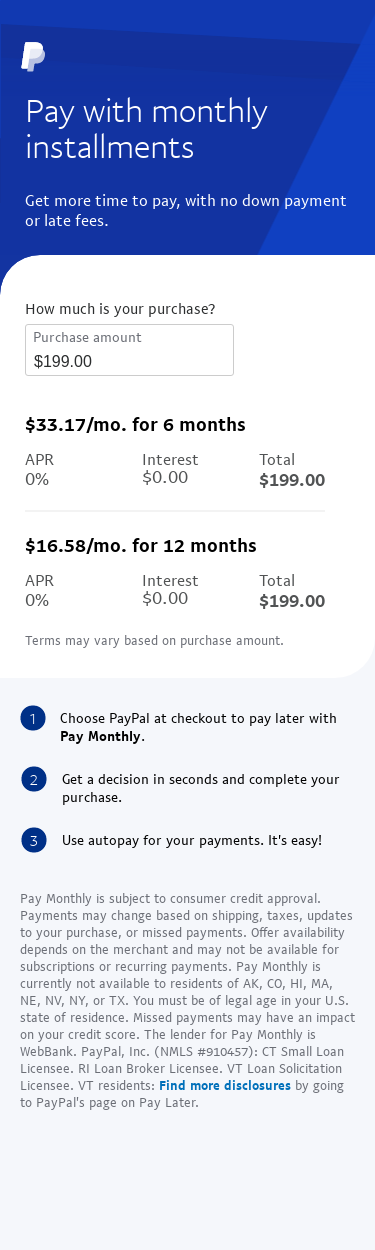 Pay with monthly
installments
Get more time to pay, with no down payment
or late fees.
How much is your purchase?
Purchase amount
$199.00
$33.17/mo. for 6 months
APR Interest Total
0% $0.00 $199.00
$16.58/mo. for 12 months
APR Interest Total
0% $0.00 $199.00
Terms may vary based on purchase amount.
1 Choose PayPal at checkout to pay later with
Pay Monthly.
2 Get a decision in seconds and complete your
purchase.
3 Use autopay for your payments. It's easy!
Pay Monthly is subject to consumer credit approval.
Payments may change based on shipping, taxes, updates
to your purchase, or missed payments. Offer availability
depends on the merchant and may not be available for
subscriptions or recurring payments. Pay Monthly is
currently not available to residents of AK, CO, HI, MA,
NE, NV, NY, or TX. You must be of legal age in your U.S.
state of residence. Missed payments may have an impact
on your credit score. The lender for Pay Monthly is
WebBank. PayPal, Inc. (NMLS #910457): CT Small Loan
Licensee. RI Loan Broker Licensee. VT Loan Solicitation
Licensee. VT residents: Find more disclosures by going
to PayPal's page on Pay Later.